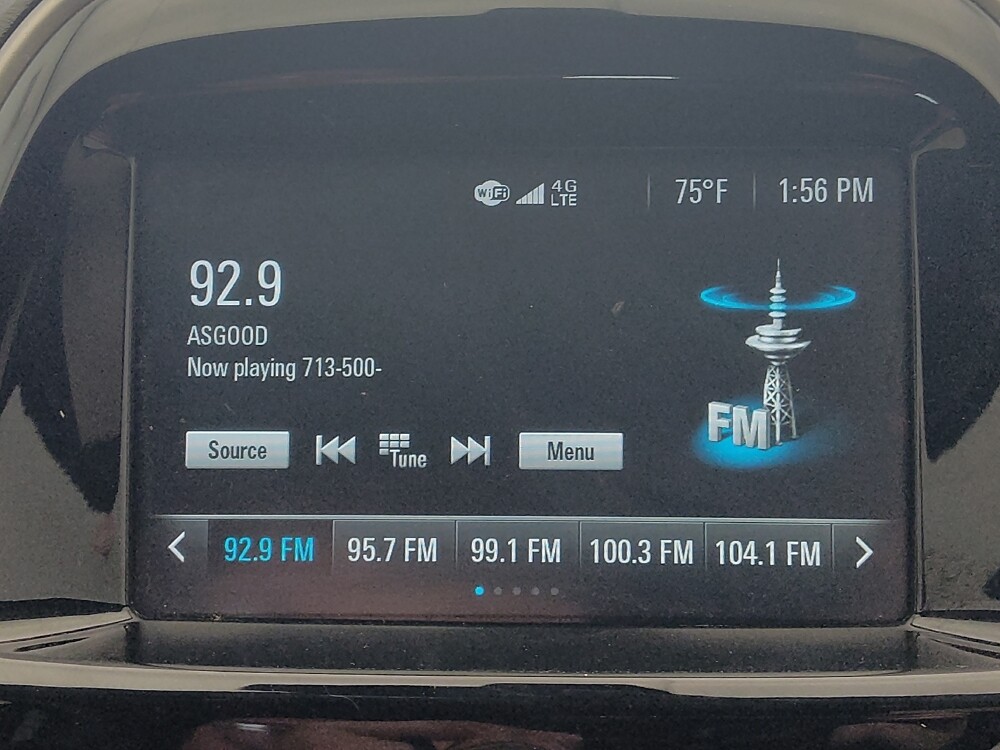 WiFi 4G LTE 75°F 1:56 PM
92.9
ASGOOD
Now playing 713-500-
FM
Source Tune Menu
92.9 FM 95.7 FM 99.1 FM 100.3 FM 104.1 FM